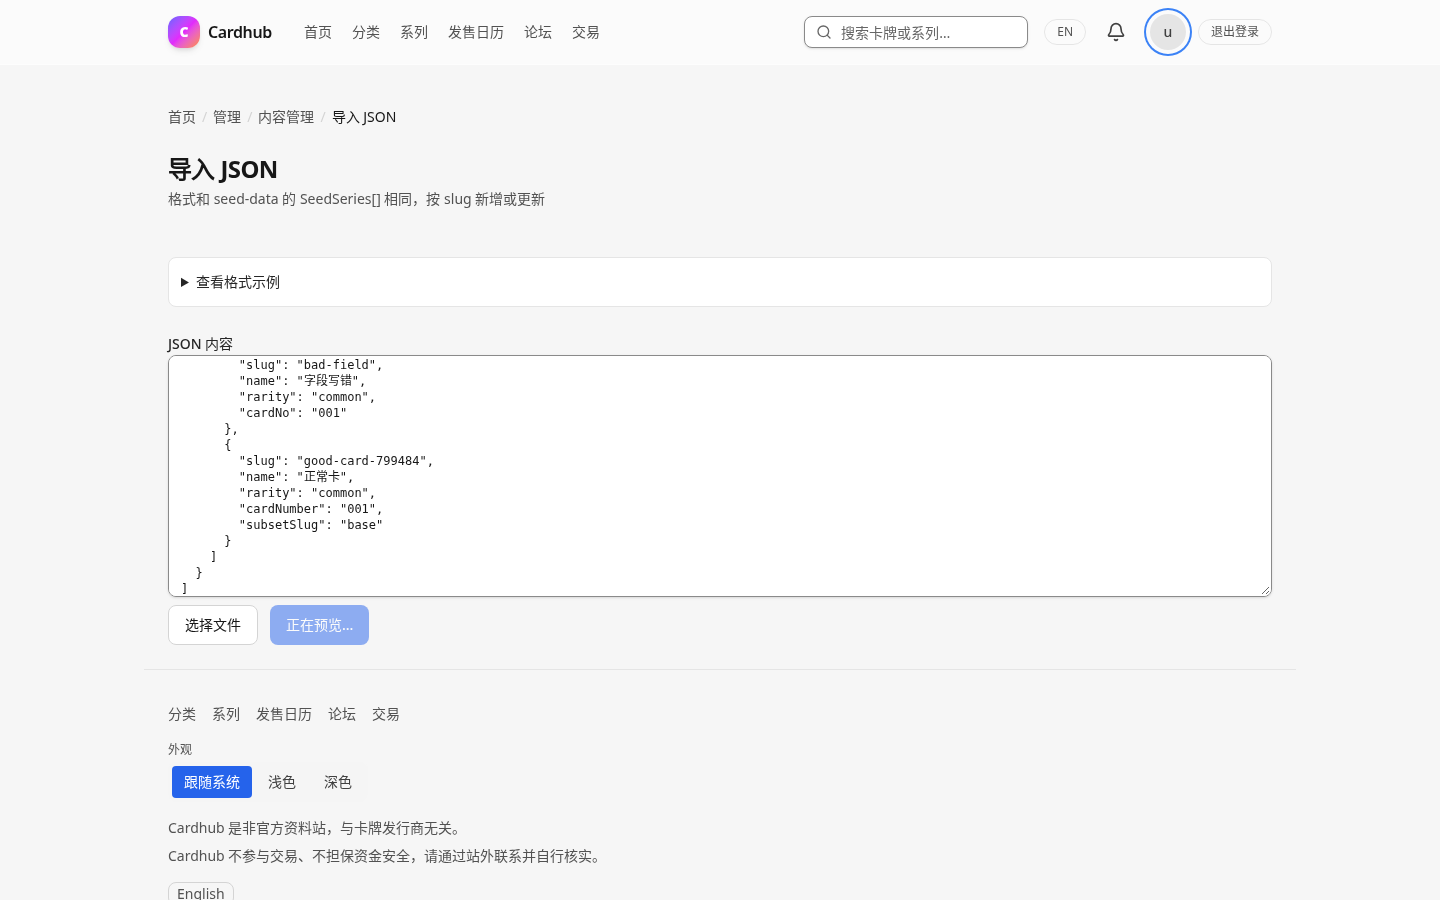 C Cardhub 首页 分类 系列 发售日历 论坛 交易 搜索卡牌或系列... EN u 退出登录
首页 / 管理 / 内容管理 / 导入 JSON
导入 JSON
格式和 seed-data 的 SeedSeries[] 相同，按 slug 新增或更新
查看格式示例
JSON 内容
"slug": "bad-field",
"name": "字段写错",
"rarity": "common",
"cardNo": "001"
},
{
"slug": "good-card-799484",
"name": "正常卡",
"rarity": "common",
"cardNumber": "001",
"subsetSlug": "base"
}
]
}
]
选择文件 正在预览...
分类 系列 发售日历 论坛 交易
外观
跟随系统 浅色 深色
Cardhub 是非官方资料站，与卡牌发行商无关。
Cardhub 不参与交易、不担保资金安全，请通过站外联系并自行核实。
English